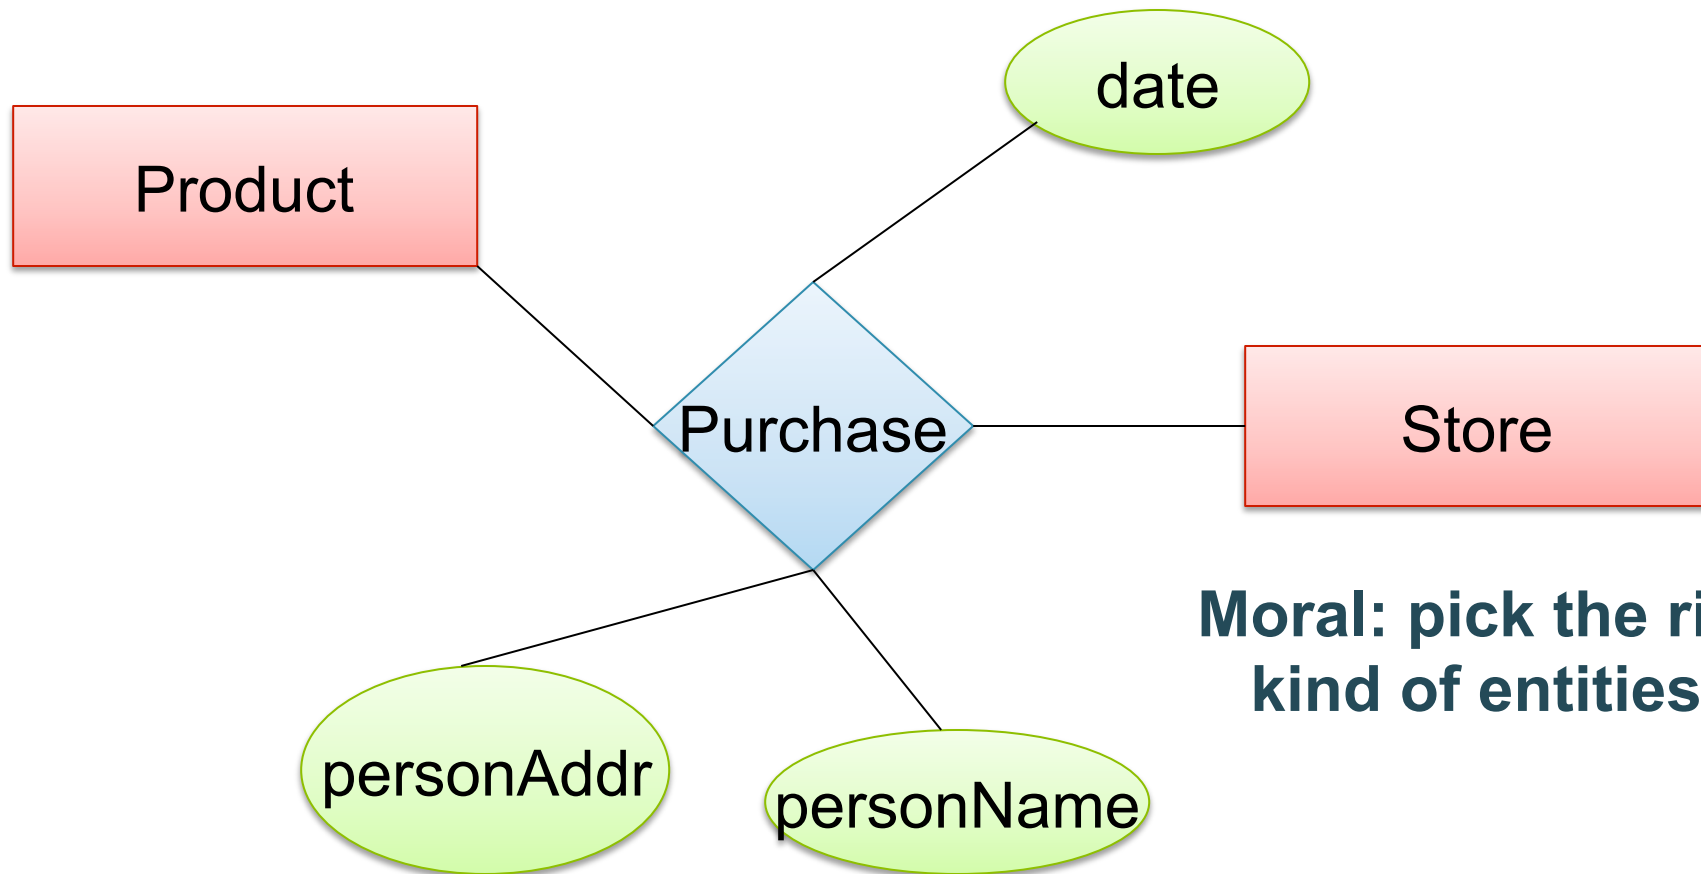 date
Product
Purchase
Store
Moral: pick the ri
kind of entities
personAddr
personName